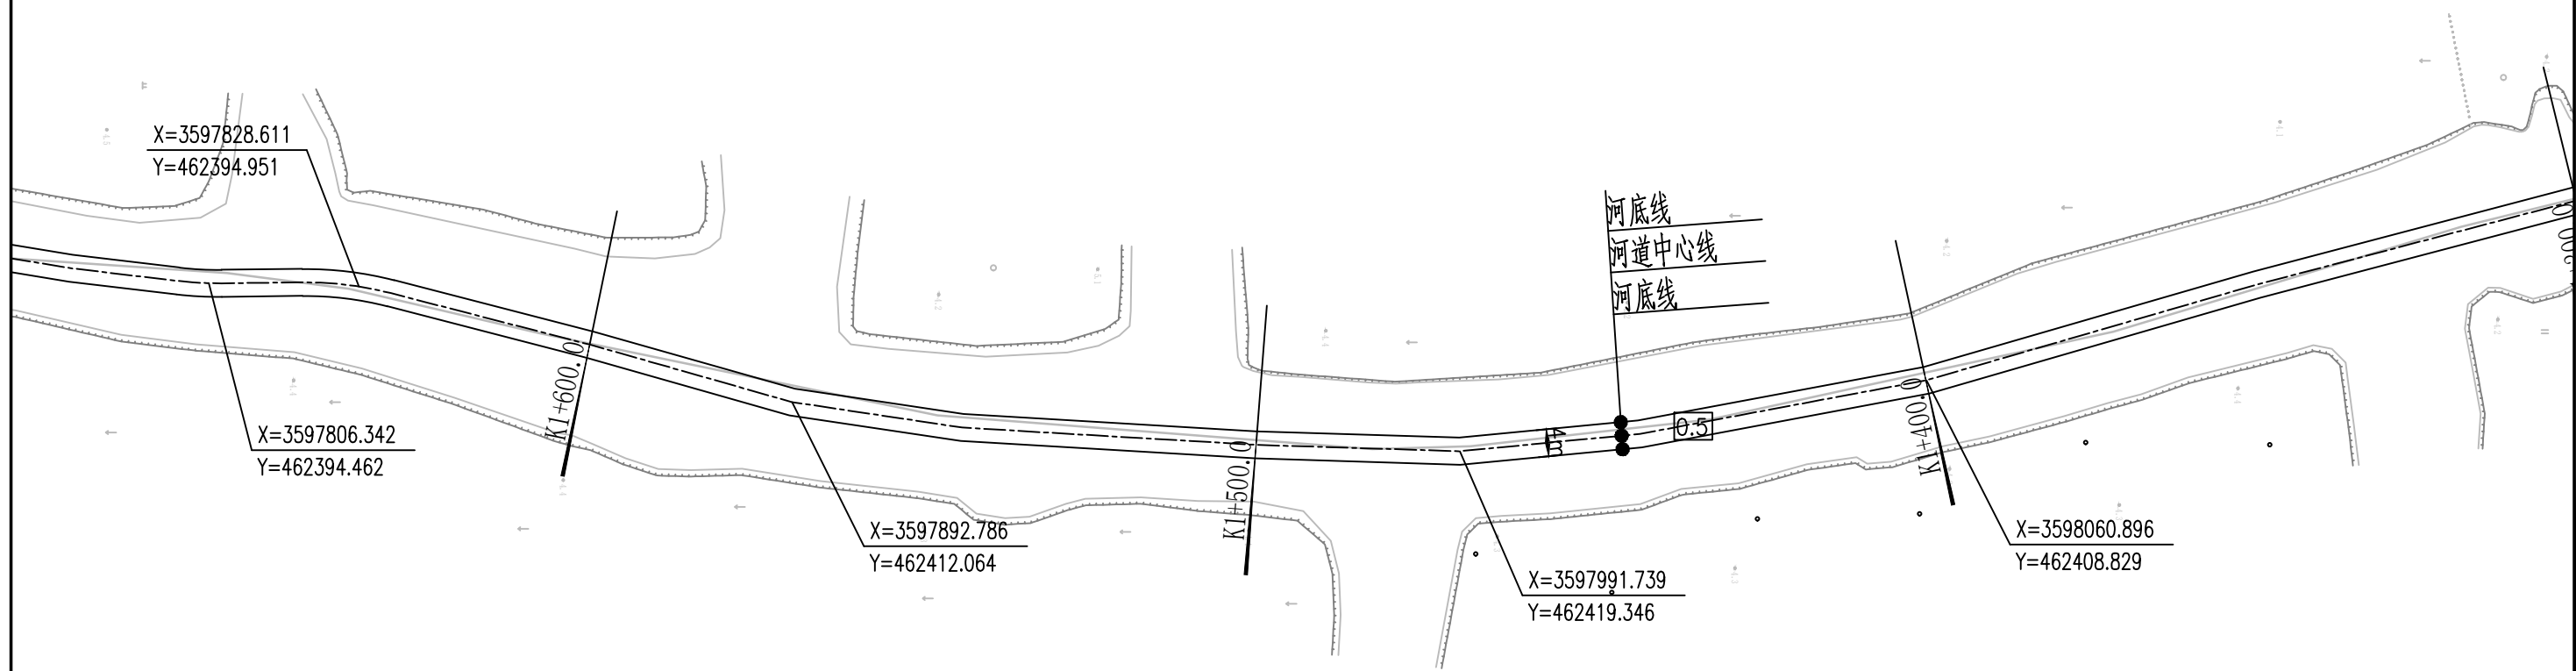 X=3597828.611
Y=462394.951
X=3597806.342
Y=462394.462
K1+600.0
X=3597892.786
Y=462412.064
K1+500.0
河底线
河道中心线
河底线
4m
0.5
X=3597991.739
Y=462419.346
K1+400.0
X=3598060.896
Y=462408.829